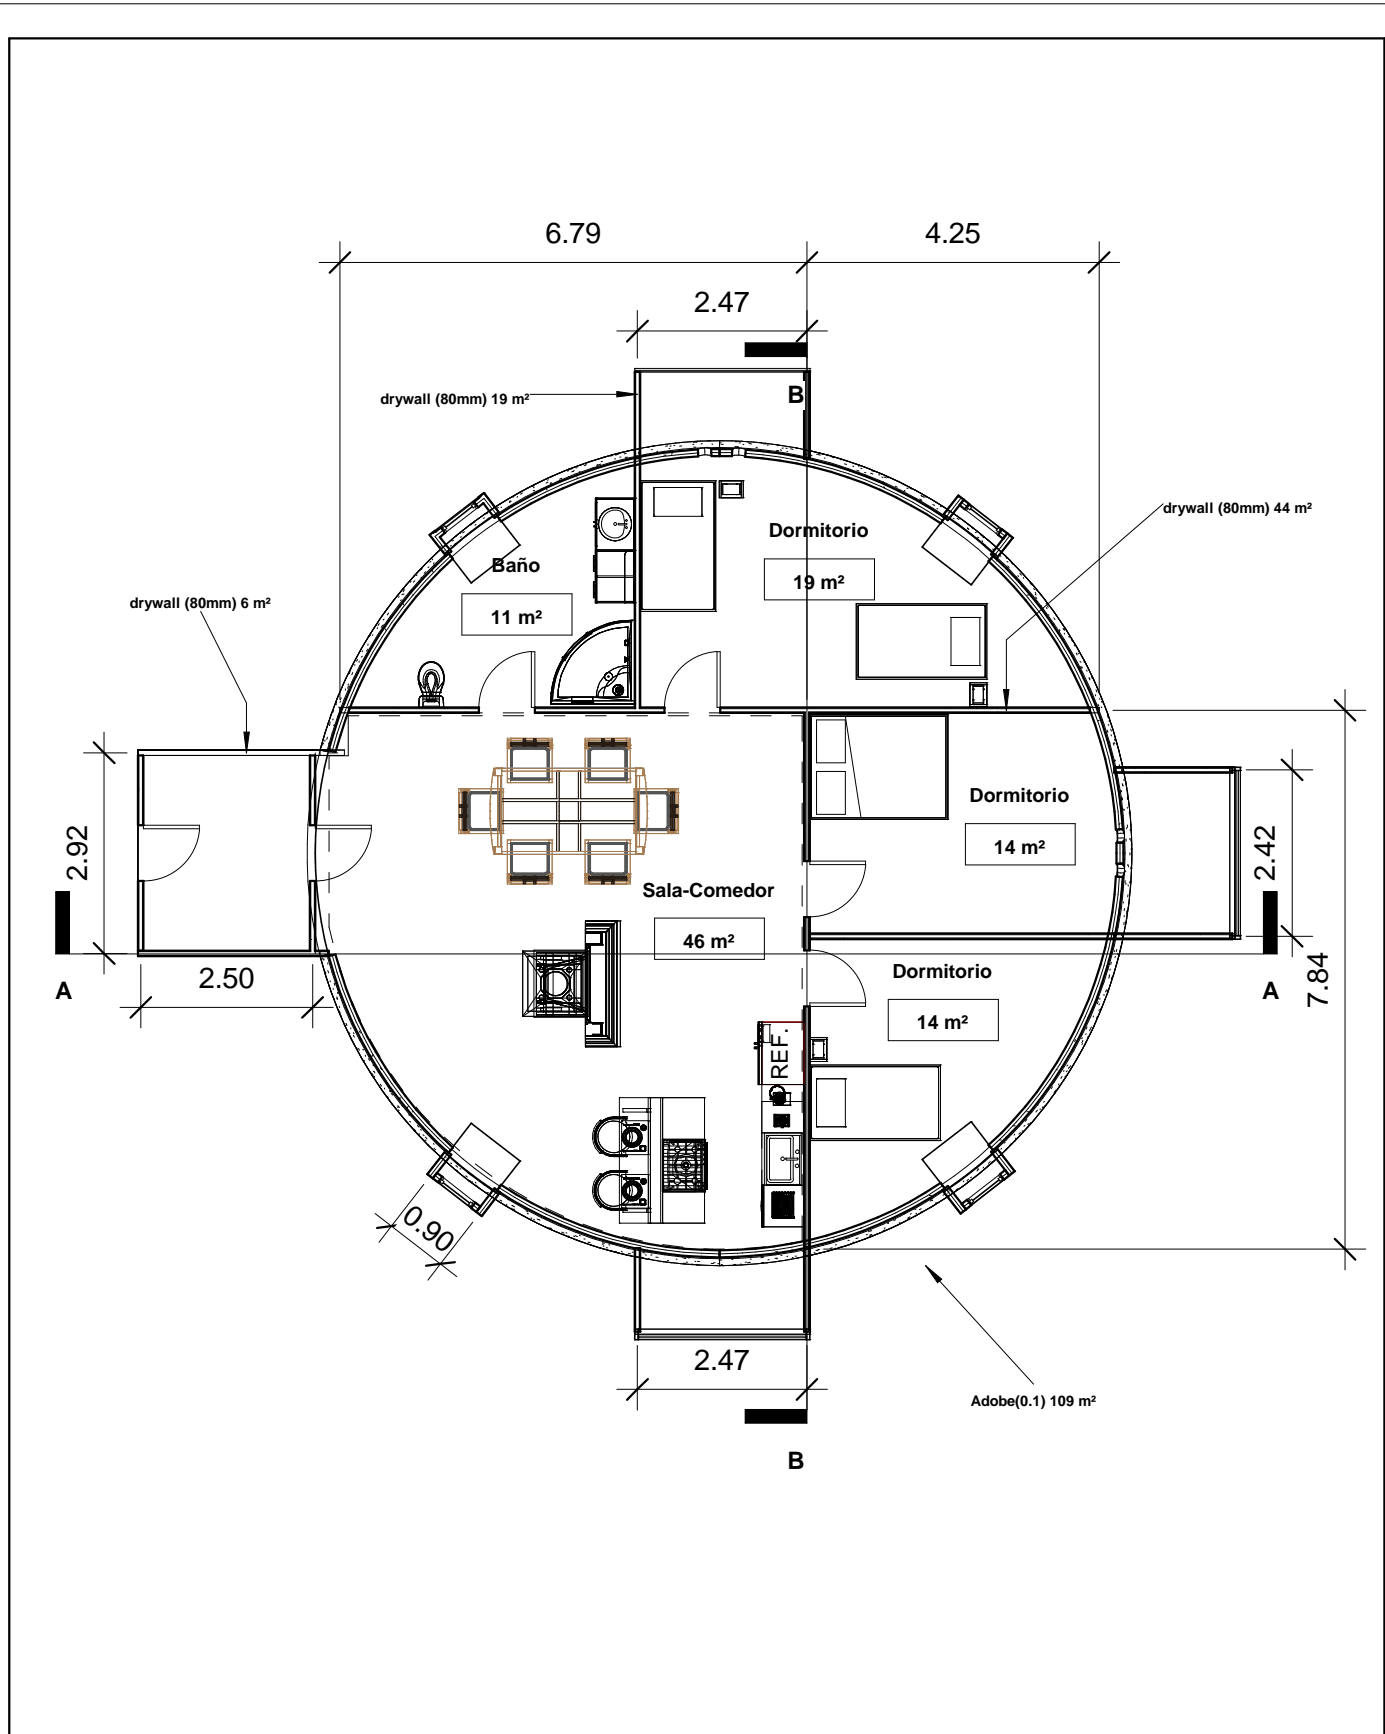 6.79
4.25
2.47
B
drywall (80mm) 19 m²
drywall (80mm) 44 m²
Dormitorio
19 m²
Baño
11 m²
drywall (80mm) 6 m²
Dormitorio
14 m²
2.92
2.42
Sala-Comedor
46 m²
Dormitorio
14 m²
2.50
7.84
A
A
REF.
0.90
2.47
Adobe(0.1) 109 m²
B